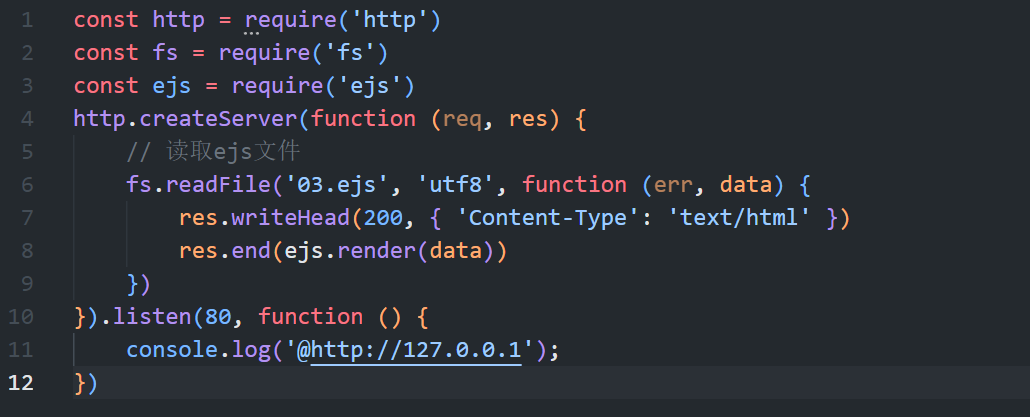 1 const http = require('http')
2 const fs = require('fs')
3 const ejs = require('ejs')
4 http.createServer(function (req, res) {
5     // 读取ejs文件
6     fs.readFile('03.ejs', 'utf8', function (err, data) {
7         res.writeHead(200, { 'Content-Type': 'text/html' })
8         res.end(ejs.render(data))
9     })
10 }).listen(80, function () {
11     console.log('@http://127.0.0.1');
12 })